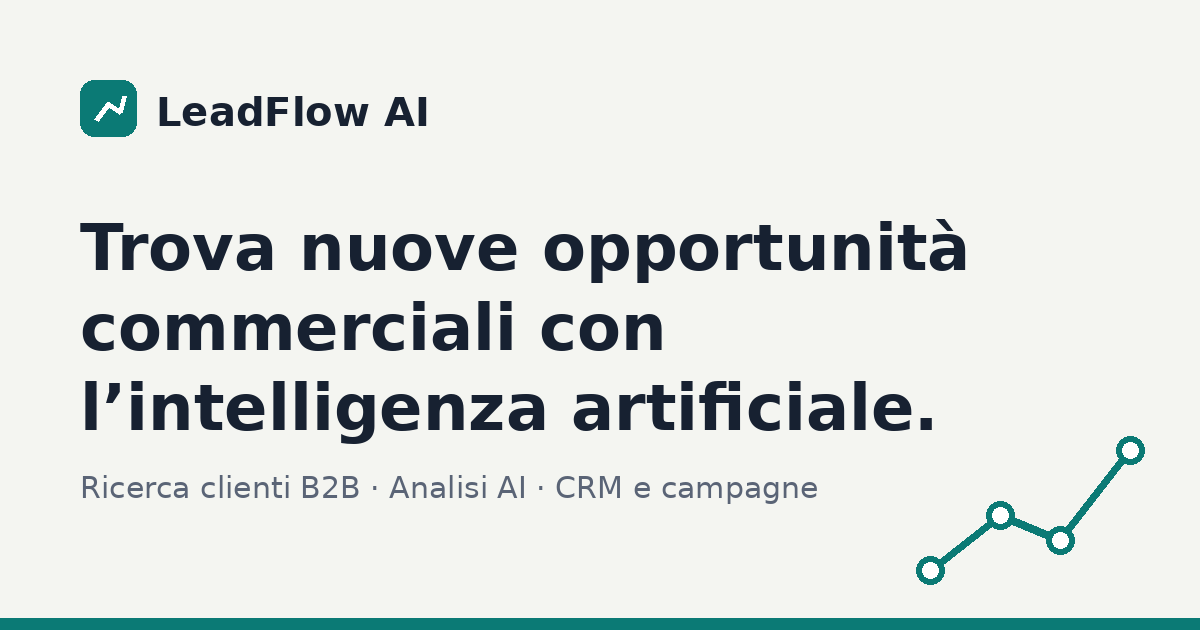 LeadFlow AI
Trova nuove opportunità
commerciali con
l’intelligenza artificiale.
Ricerca clienti B2B · Analisi AI · CRM e campagne